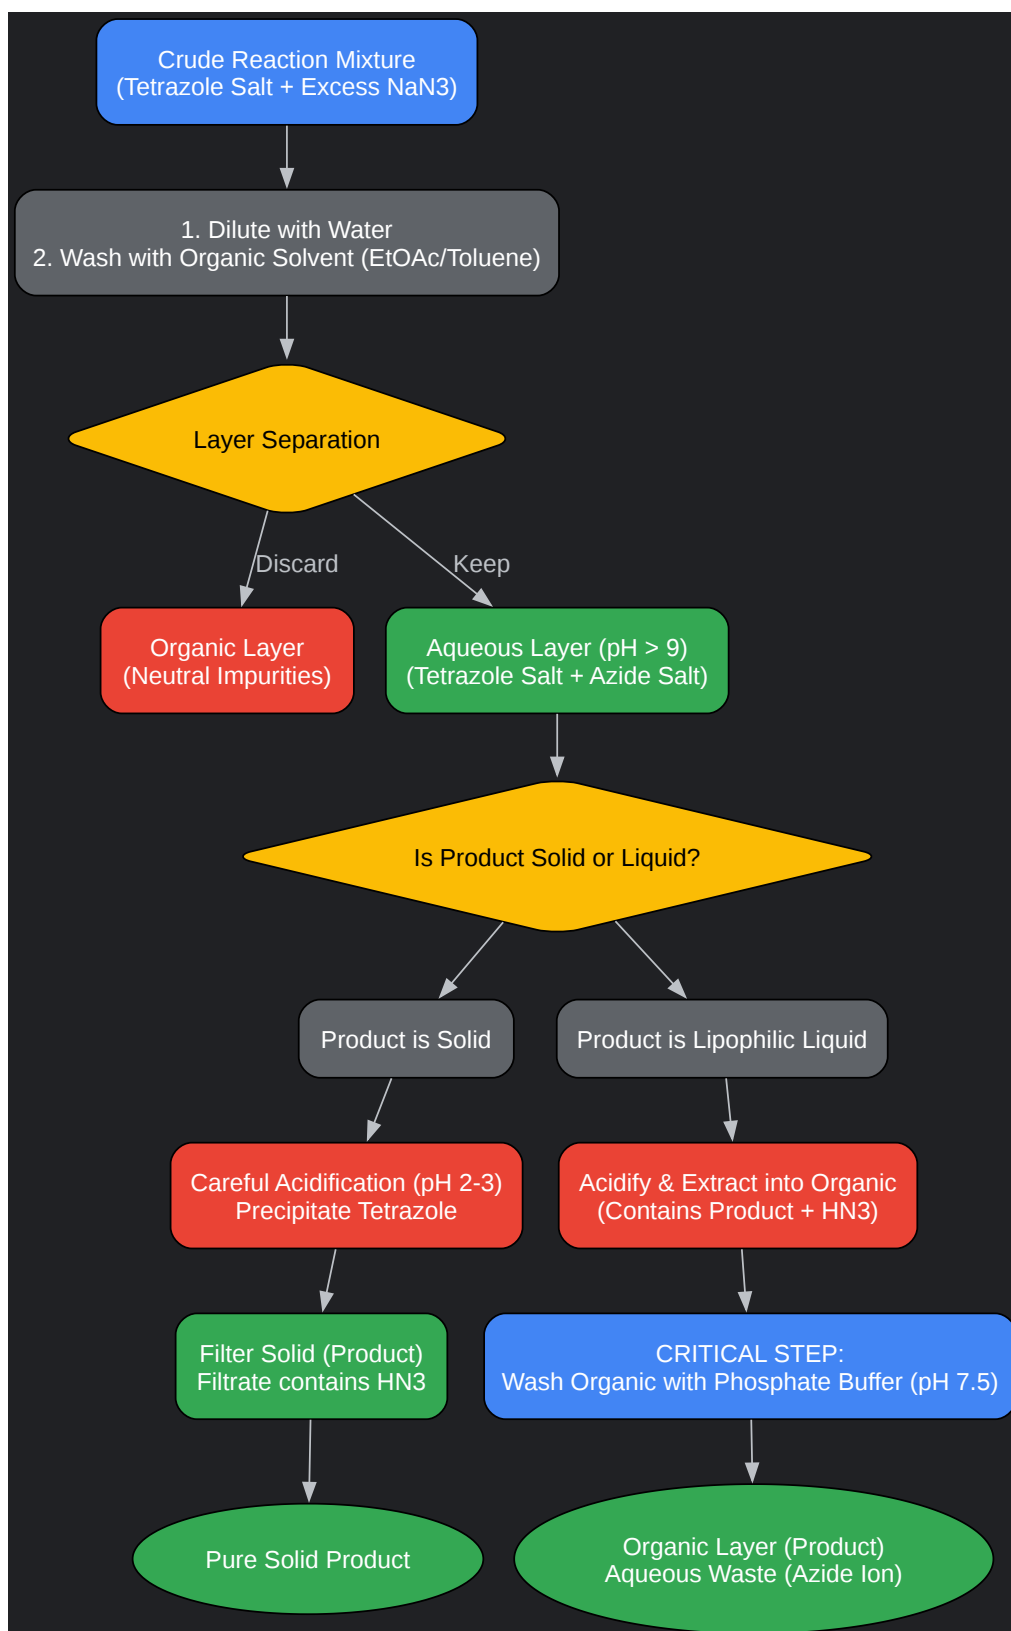 Crude Reaction Mixture
(Tetrazole Salt + Excess NaN3)
1. Dilute with Water
2. Wash with Organic Solvent (EtOAc/Toluene)
Layer Separation
Discard
Keep
Organic Layer
(Neutral Impurities)
Aqueous Layer (pH > 9)
(Tetrazole Salt + Azide Salt)
Is Product Solid or Liquid?
Product is Solid
Product is Lipophilic Liquid
Careful Acidification (pH 2-3)
Precipitate Tetrazole
Acidify & Extract into Organic
(Contains Product + HN3)
Filter Solid (Product)
Filtrate contains HN3
CRITICAL STEP:
Wash Organic with Phosphate Buffer (pH 7.5)
Pure Solid Product
Organic Layer (Product)
Aqueous Waste (Azide Ion)